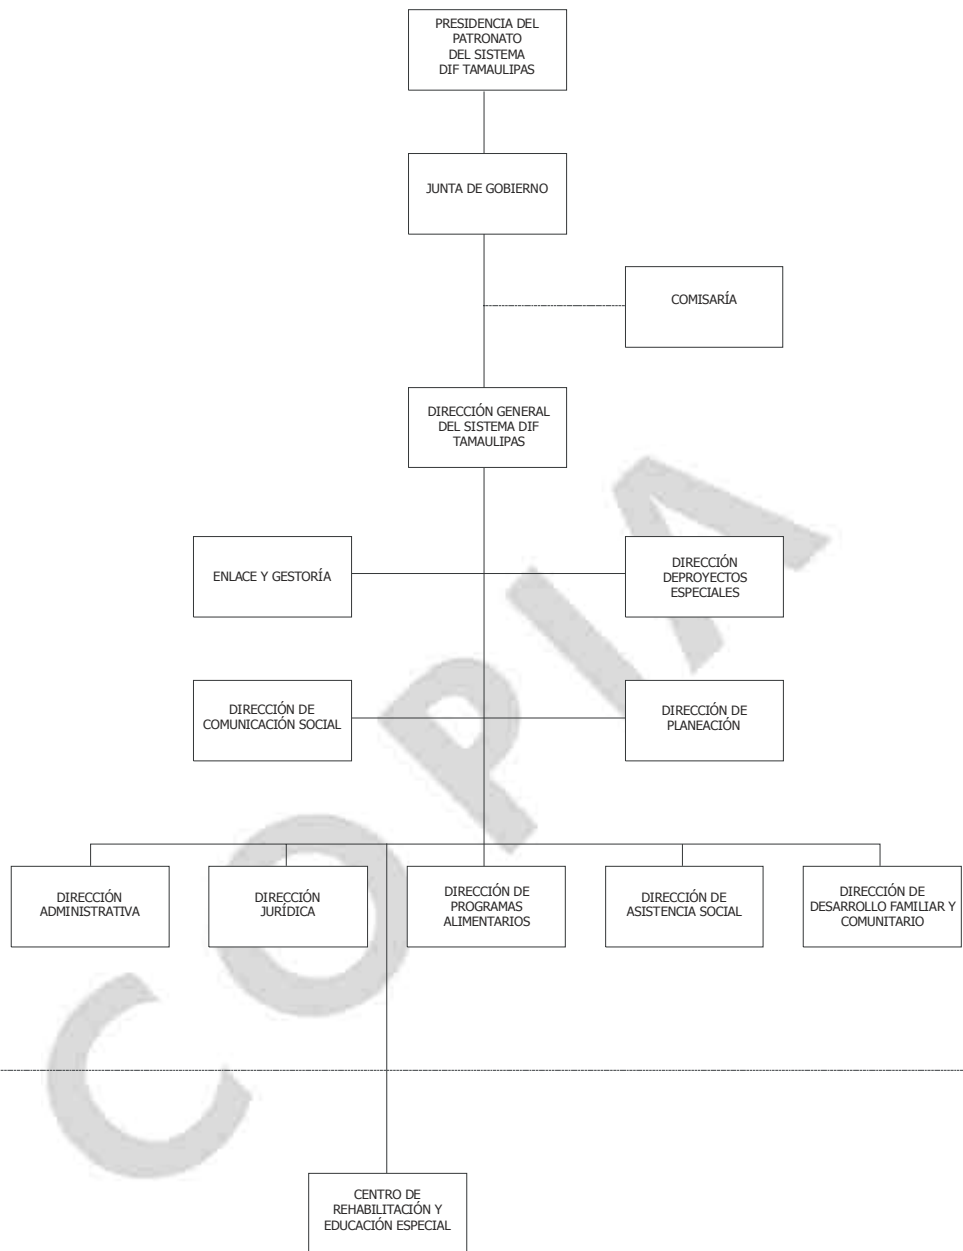 PRESIDENCIA DEL
PATRONATO
DEL SISTEMA
DIF TAMAULIPAS
JUNTA DE GOBIERNO
COMISARÍA
DIRECCIÓN GENERAL
DEL SISTEMA DIF
TAMAULIPAS
ENLACE Y GESTORÍA
DIRECCIÓN
DEPROYECTOS
ESPECIALES
DIRECCIÓN DE
COMUNICACIÓN SOCIAL
DIRECCIÓN DE
PLANEACIÓN
DIRECCIÓN
ADMINISTRATIVA
DIRECCIÓN
JURÍDICA
DIRECCIÓN DE
PROGRAMAS
ALIMENTARIOS
DIRECCIÓN DE
ASISTENCIA SOCIAL
DIRECCIÓN DE
DESARROLLO FAMILIAR Y
COMUNITARIO
CENTRO DE
REHABILITACIÓN Y
EDUCACIÓN ESPECIAL
COPIA